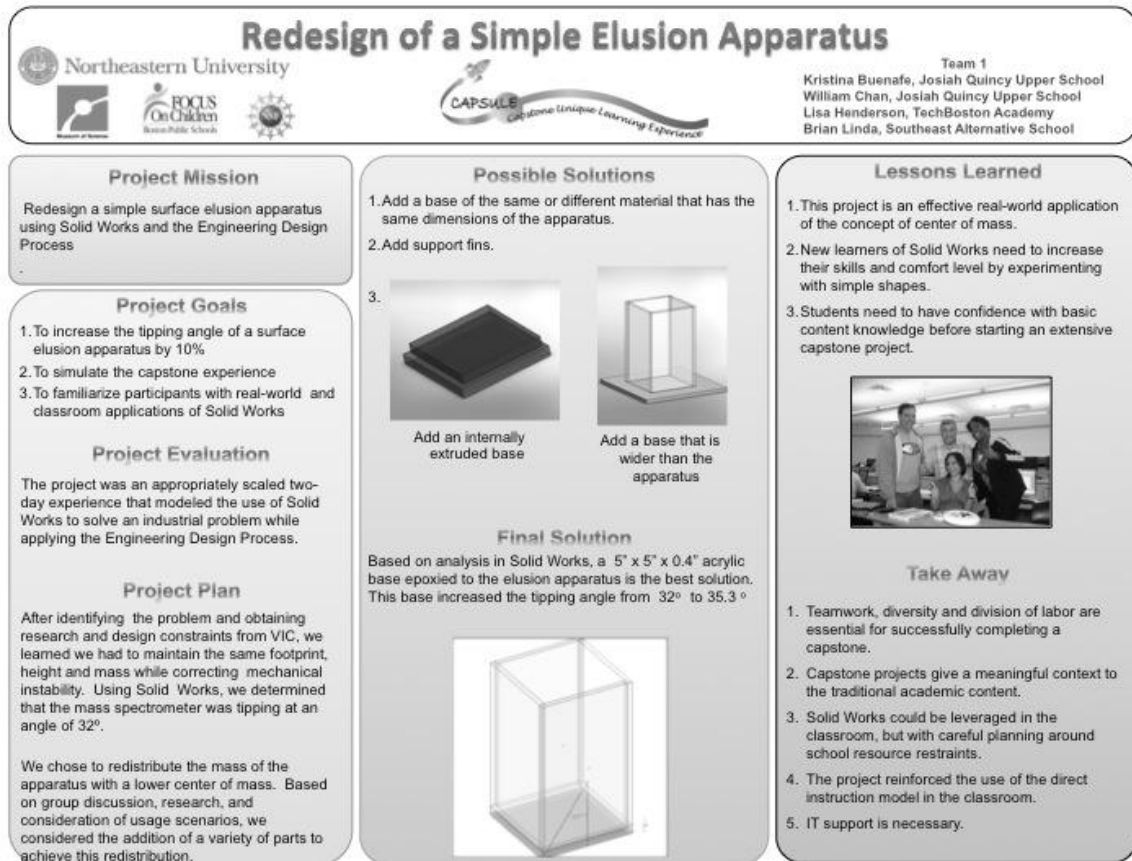 Redesign of a Simple Elusion Apparatus
Northeastern University
FOCUS
On Children
Boston Public Schools
Museum of Science
CAPSULE
Capstone Unique Learning Experience
Team 1
Kristina Buenafe, Josiah Quincy Upper School
William Chan, Josiah Quincy Upper School
Lisa Henderson, TechBoston Academy
Brian Linda, Southeast Alternative School
Project Mission
Redesign a simple surface elusion apparatus
using Solid Works and the Engineering Design
Process
.
Project Goals
1. To increase the tipping angle of a surface
elusion apparatus by 10%
2. To simulate the capstone experience
3. To familiarize participants with real-world and
classroom applications of Solid Works
Project Evaluation
The project was an appropriately scaled two-
day experience that modeled the use of Solid
Works to solve an industrial problem while
applying the Engineering Design Process.
Project Plan
After identifying the problem and obtaining
research and design constraints from VIC, we
learned we had to maintain the same footprint,
height and mass while correcting mechanical
instability. Using Solid Works, we determined
that the mass spectrometer was tipping at an
angle of 32º.
We chose to redistribute the mass of the
apparatus with a lower center of mass. Based
on group discussion, research, and
consideration of usage scenarios, we
considered the addition of a variety of parts to
achieve this redistribution.
Possible Solutions
1. Add a base of the same or different material that has the
same dimensions of the apparatus.
2. Add support fins.
3.
Add an internally
extruded base
Add a base that is
wider than the
apparatus
Final Solution
Based on analysis in Solid Works, a 5" x 5" x 0.4" acrylic
base epoxied to the elusion apparatus is the best solution.
This base increased the tipping angle from 32º to 35.3 º
Lessons Learned
1. This project is an effective real-world application
of the concept of center of mass.
2. New learners of Solid Works need to increase
their skills and comfort level by experimenting
with simple shapes.
3. Students need to have confidence with basic
content knowledge before starting an extensive
capstone project.
Take Away
1. Teamwork, diversity and division of labor are
essential for successfully completing a
capstone.
2. Capstone projects give a meaningful context to
the traditional academic content.
3. Solid Works could be leveraged in the
classroom, but with careful planning around
school resource restraints.
4. The project reinforced the use of the direct
instruction model in the classroom.
5. IT support is necessary.